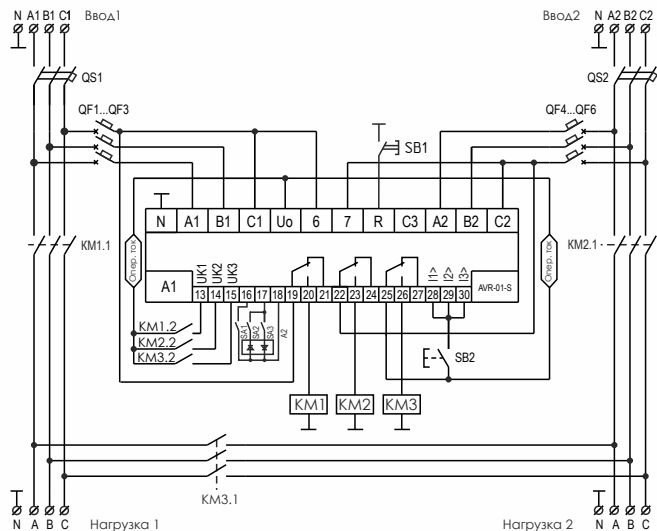 N A1 B1 C1 Ввод1
Ввод2 N A2 B2 C2
QS1
QS2
QF1...QF3
QF4...QF6
SB1
N A1 B1 C1 Uo 6 7 R C3 A2 B2 C2
KM1.1
KM2.1
Опер. ток
Опер. ток
UK1
UK2
UK3
I1>
I2>
I3>
A1
AVR-01-S
13 14 15 16 17 18 19 20 21 22 23 24 25 26 27 28 29 30
KM1.2
KM2.2
KM3.2
SA1
SA2
SA3
A2
SB2
KM1
KM2
KM3
KM3.1
N A B C Нагрузка 1
Нагрузка 2 N A B C